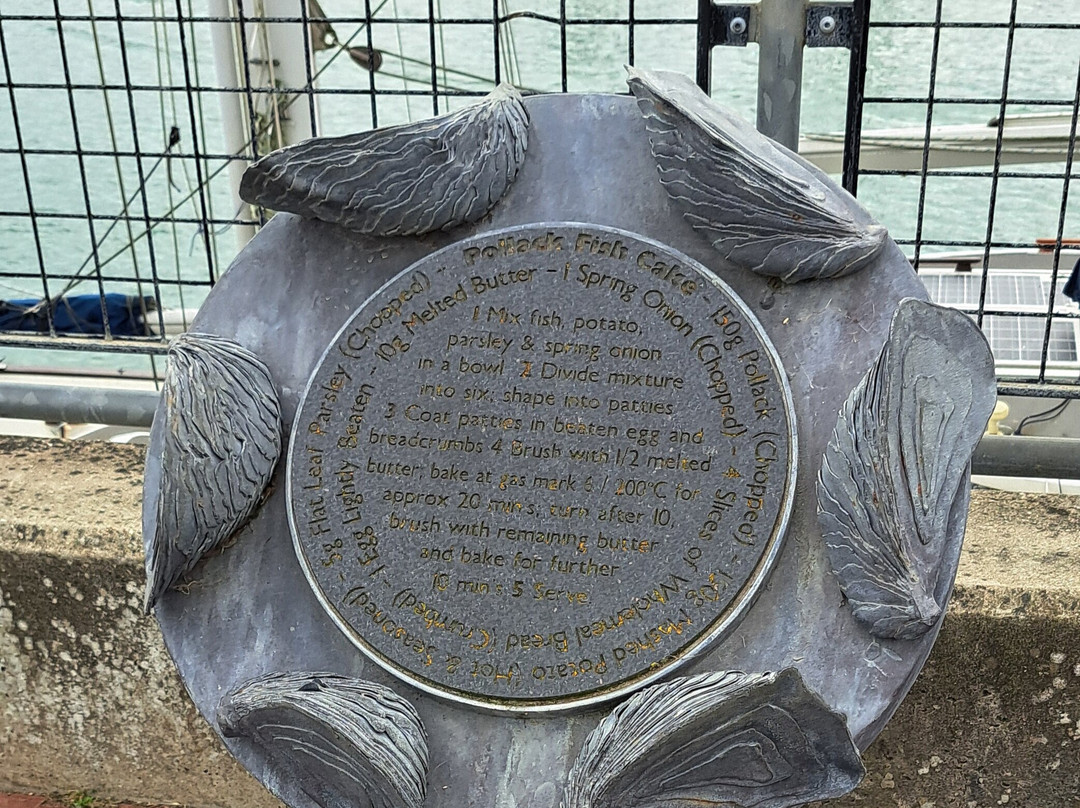 Pollack Fish Cake - 150g Pollack (Chopped) - 170g Mashed Potato (Hot & Seasoned) - 5g Flat Leaf Parsley (Chopped) -
10g Melted Butter - 1 Spring Onion (Chopped) - 4 Slices of Wholemeal Bread (Crumbed) - 1 Egg Lightly Beaten -
1 Mix fish, potato,
parsley & spring onion
in a bowl 2 Divide mixture
into six, shape into patties
3 Coat patties in beaten egg and
breadcrumbs 4 Brush with 1/2 melted
butter, bake at gas mark 6 / 200°C for
approx 20 mins, turn after 10,
brush with remaining butter
and bake for further
10 mins 5 Serve